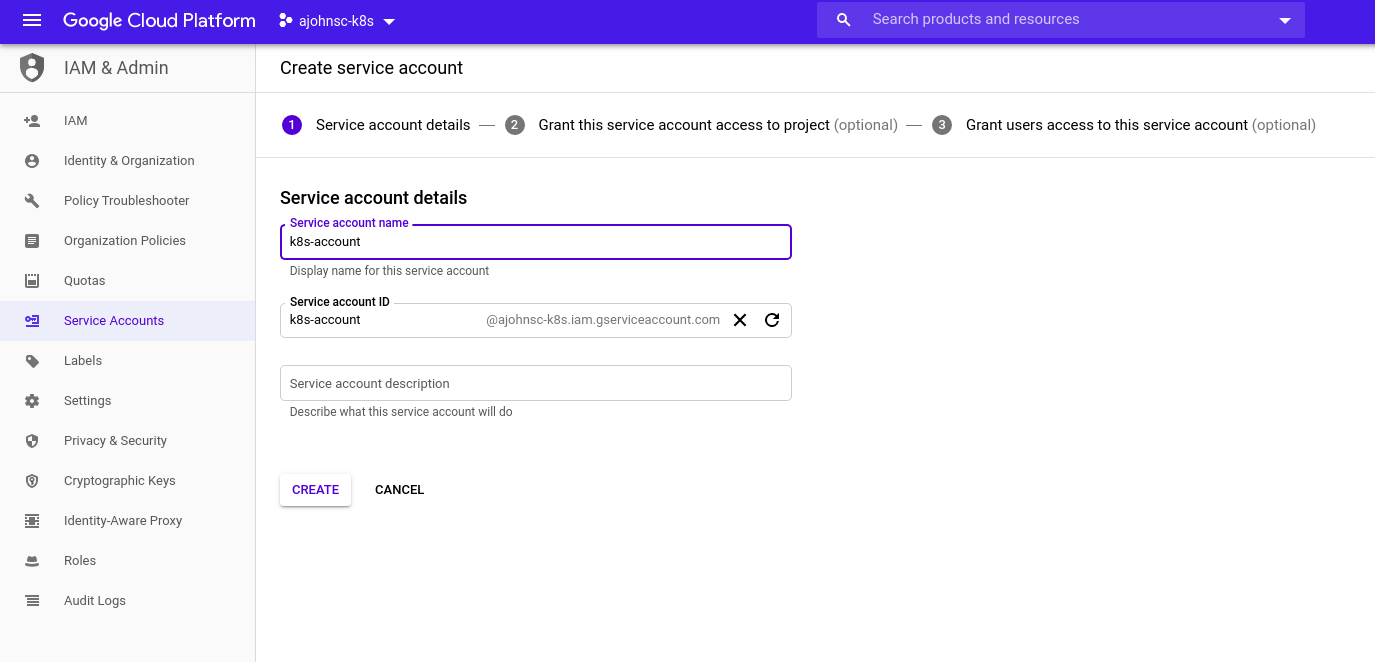 Google Cloud Platform
ajohnsc-k8s
Search products and resources
IAM & Admin
IAM
Identity & Organization
Policy Troubleshooter
Organization Policies
Quotas
Service Accounts
Labels
Settings
Privacy & Security
Cryptographic Keys
Identity-Aware Proxy
Roles
Audit Logs
Create service account
1 Service account details — 2 Grant this service account access to project (optional) — 3 Grant users access to this service account (optional)
Service account details
Service account name
k8s-account
Display name for this service account
Service account ID
k8s-account @ajohnsc-k8s.iam.gserviceaccount.com
Service account description
Describe what this service account will do
CREATE CANCEL